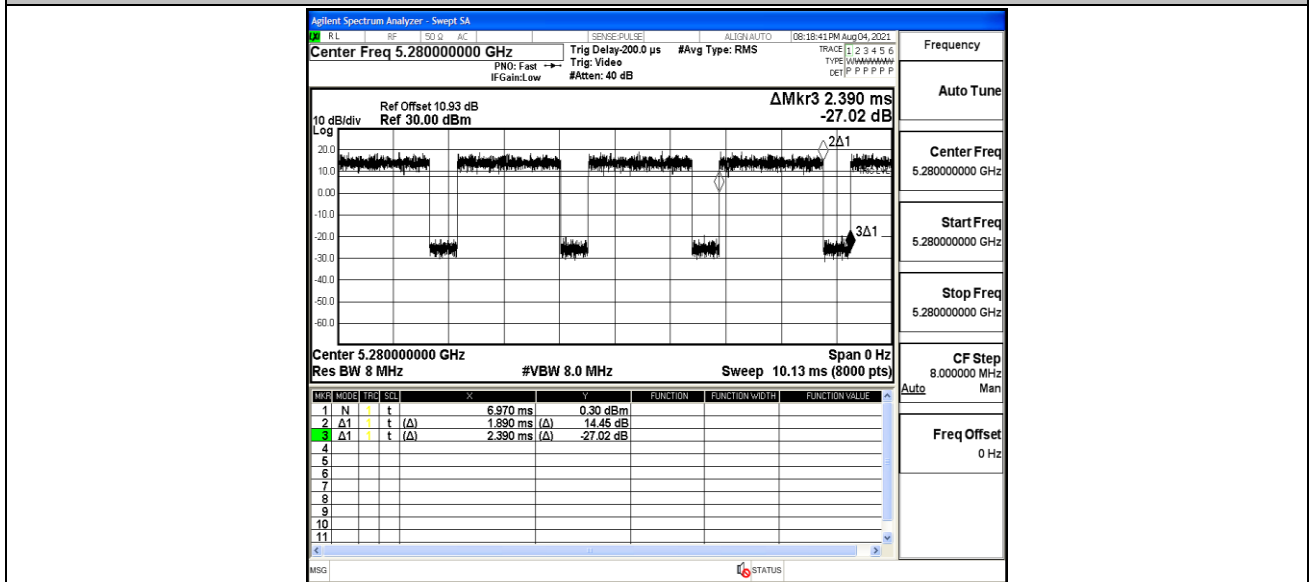 Agilent Spectrum Analyzer - Swept SA
RL RF 50 Ω AC SENSE:PULSE ALIGN AUTO 08:18:41 PM Aug 04, 2021
Center Freq 5.280000000 GHz
PNO: Fast
IFGain:Low
Trig Delay-200.0 µs
Trig: Video
#Atten: 40 dB
#Avg Type: RMS
TRACE 1 2 3 4 5 6
TYPE
DET P P P P P P
ΔMkr3 2.390 ms
-27.02 dB
Ref Offset 10.93 dB
10 dB/div Ref 30.00 dBm
Log
2Δ1
20.0
10.0
0.00
-10.0
3Δ1
-20.0
-30.0
-40.0
-50.0
-60.0
Center 5.280000000 GHz Span 0 Hz
Res BW 8 MHz #VBW 8.0 MHz Sweep 10.13 ms (8000 pts)
MKR MODE TRC SCL X Y FUNCTION FUNCTION WIDTH FUNCTION VALUE
1 N 1 t 6.970 ms 0.30 dBm
2 Δ1 1 t (Δ) 1.890 ms (Δ) 14.45 dB
3 Δ1 1 t (Δ) 2.390 ms (Δ) -27.02 dB
4
5
6
7
8
9
10
11
MSG STATUS
Frequency
Auto Tune
Center Freq
5.280000000 GHz
Start Freq
5.280000000 GHz
Stop Freq
5.280000000 GHz
CF Step
8.000000 MHz
Auto Man
Freq Offset
0 Hz